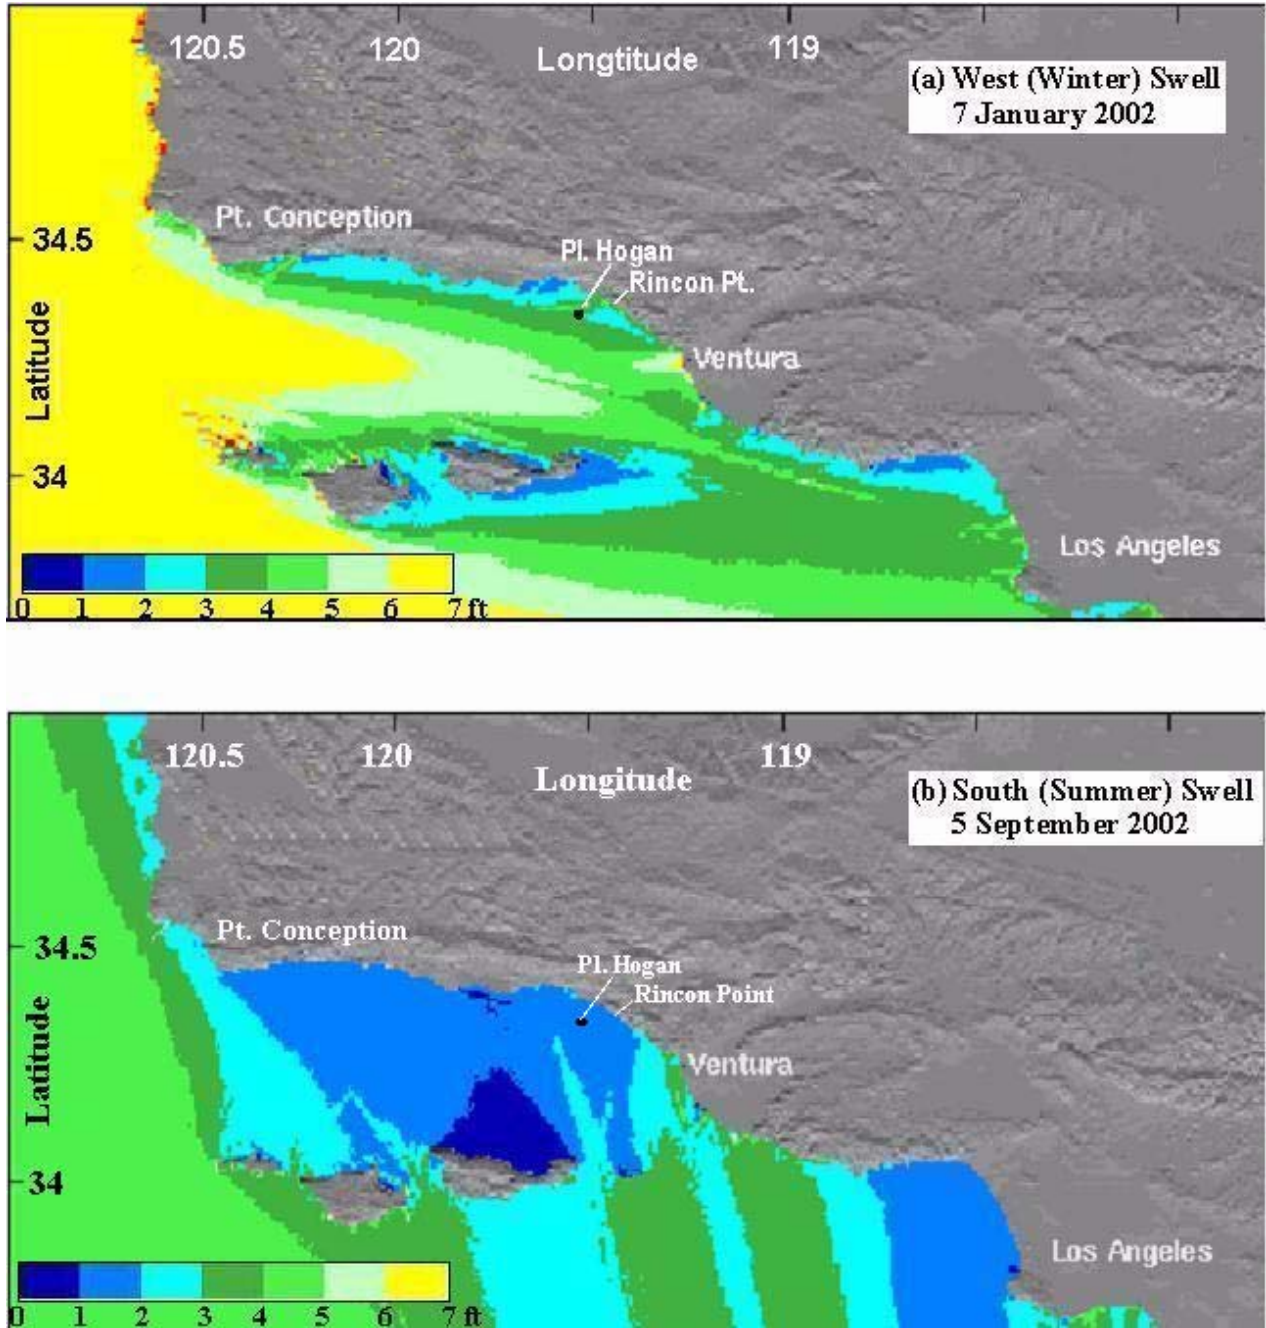 120.5 120 Longtitude 119
(a) West (Winter) Swell
7 January 2002
Pt. Conception
34.5
Pl. Hogan
Rincon Pt.
Latitude
Ventura
34
Los Angeles
0 1 2 3 4 5 6 7 ft
120.5 120 Longitude 119
(b) South (Summer) Swell
5 September 2002
Pt. Conception
34.5
Pl. Hogan
Rincon Point
Latitude
Ventura
34
Los Angeles
0 1 2 3 4 5 6 7 ft